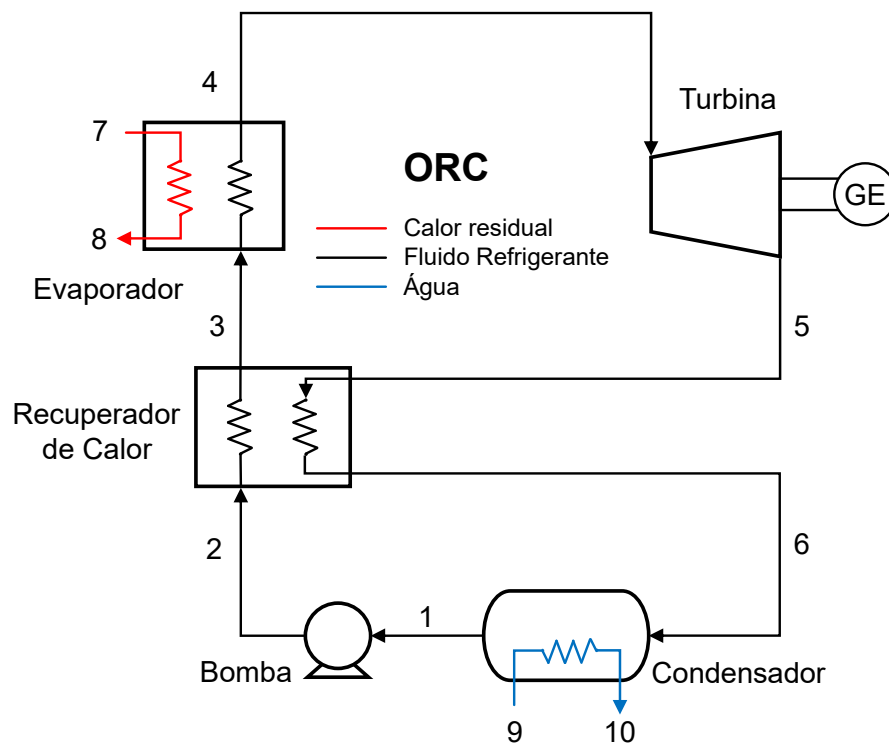 4
Turbina
7
ORC
GE
Calor residual
8
Fluido Refrigerante
Evaporador
Água
3
5
Recuperador
de Calor
2
6
1
Bomba
Condensador
9
10